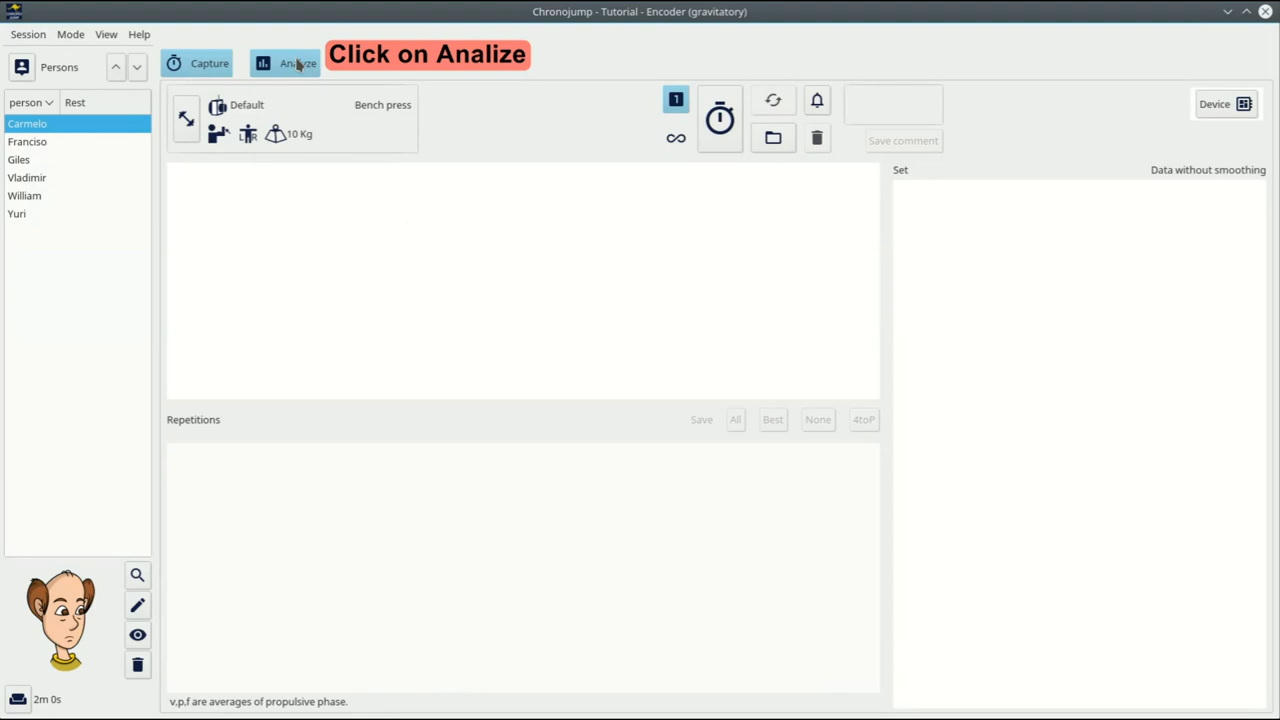 Chronojump - Tutorial - Encoder (gravitatory)
Session Mode View Help
Persons
Capture
Analyze
Click on Analize
person Rest
Carmelo
Franciso
Giles
Vladimir
William
Yuri
Default
Bench press
L R
10 Kg
1
Save comment
Device
Set
Data without smoothing
Repetitions
Save All Best None 4toP
v,p,f are averages of propulsive phase.
2m 0s